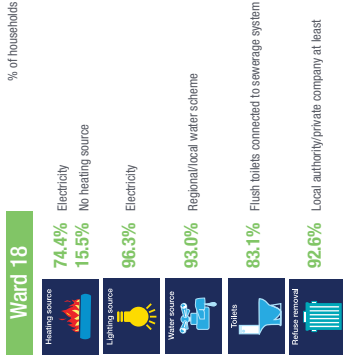 Ward 18
% of households
Heating source
74.4% Electricity
15.5% No heating source
Lighting source
96.3% Electricity
Water source
93.0% Regional/local water scheme
Toilets
83.1% Flush toilets connected to sewerage system
Refuse removal
92.6% Local authority/private company at least